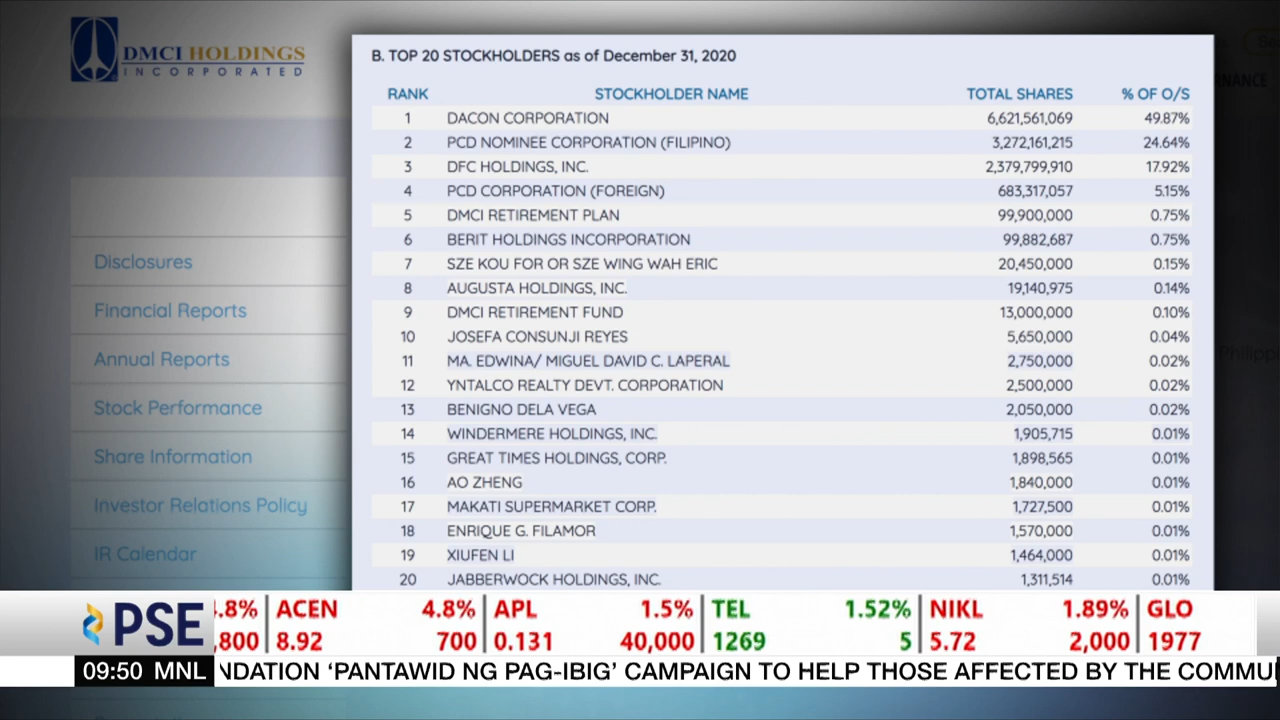 DMCI HOLDINGS
INCORPORATED
B. TOP 20 STOCKHOLDERS as of December 31, 2020
RANK STOCKHOLDER NAME TOTAL SHARES % OF O/S
1 DACON CORPORATION 6,621,561,069 49.87%
2 PCD NOMINEE CORPORATION (FILIPINO) 3,272,161,215 24.64%
3 DFC HOLDINGS, INC. 2,379,799,910 17.92%
4 PCD CORPORATION (FOREIGN) 683,317,057 5.15%
5 DMCI RETIREMENT PLAN 99,900,000 0.75%
6 BERIT HOLDINGS INCORPORATION 99,882,687 0.75%
7 SZE KOU FOR OR SZE WING WAH ERIC 20,450,000 0.15%
8 AUGUSTA HOLDINGS, INC. 19,140,975 0.14%
9 DMCI RETIREMENT FUND 13,000,000 0.10%
10 JOSEFA CONSUNJI REYES 5,650,000 0.04%
11 MA. EDWINA/ MIGUEL DAVID C. LAPERAL 2,750,000 0.02%
12 YNTALCO REALTY DEVT. CORPORATION 2,500,000 0.02%
13 BENIGNO DELA VEGA 2,050,000 0.02%
14 WINDERMERE HOLDINGS, INC. 1,905,715 0.01%
15 GREAT TIMES HOLDINGS, CORP. 1,898,565 0.01%
16 AO ZHENG 1,840,000 0.01%
17 MAKATI SUPERMARKET CORP. 1,727,500 0.01%
18 ENRIQUE G. FILAMOR 1,570,000 0.01%
19 XIUFEN LI 1,464,000 0.01%
20 JABBERWOCK HOLDINGS, INC. 1,311,514 0.01%
Disclosures
Financial Reports
Annual Reports
Stock Performance
Share Information
Investor Relations Policy
IR Calendar
PSE
.8% ACEN 4.8% APL 1.5% TEL 1.52% NIKL 1.89% GLO
,800 8.92 700 0.131 40,000 1269 5 5.72 2,000 1977
09:50 MNL
NDATION ‘PANTAWID NG PAG-IBIG’ CAMPAIGN TO HELP THOSE AFFECTED BY THE COMMU